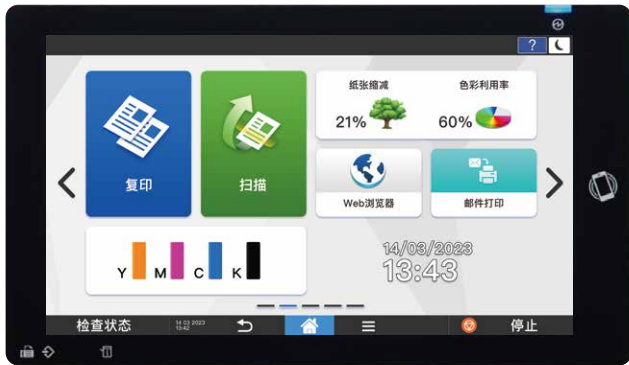 ?
纸张缩减
色彩利用率
21%
60%
复印
扫描
Web浏览器
邮件打印
Y M C K
14/03/2023
13:43
检查状态
14 03 2023
13:42
停止